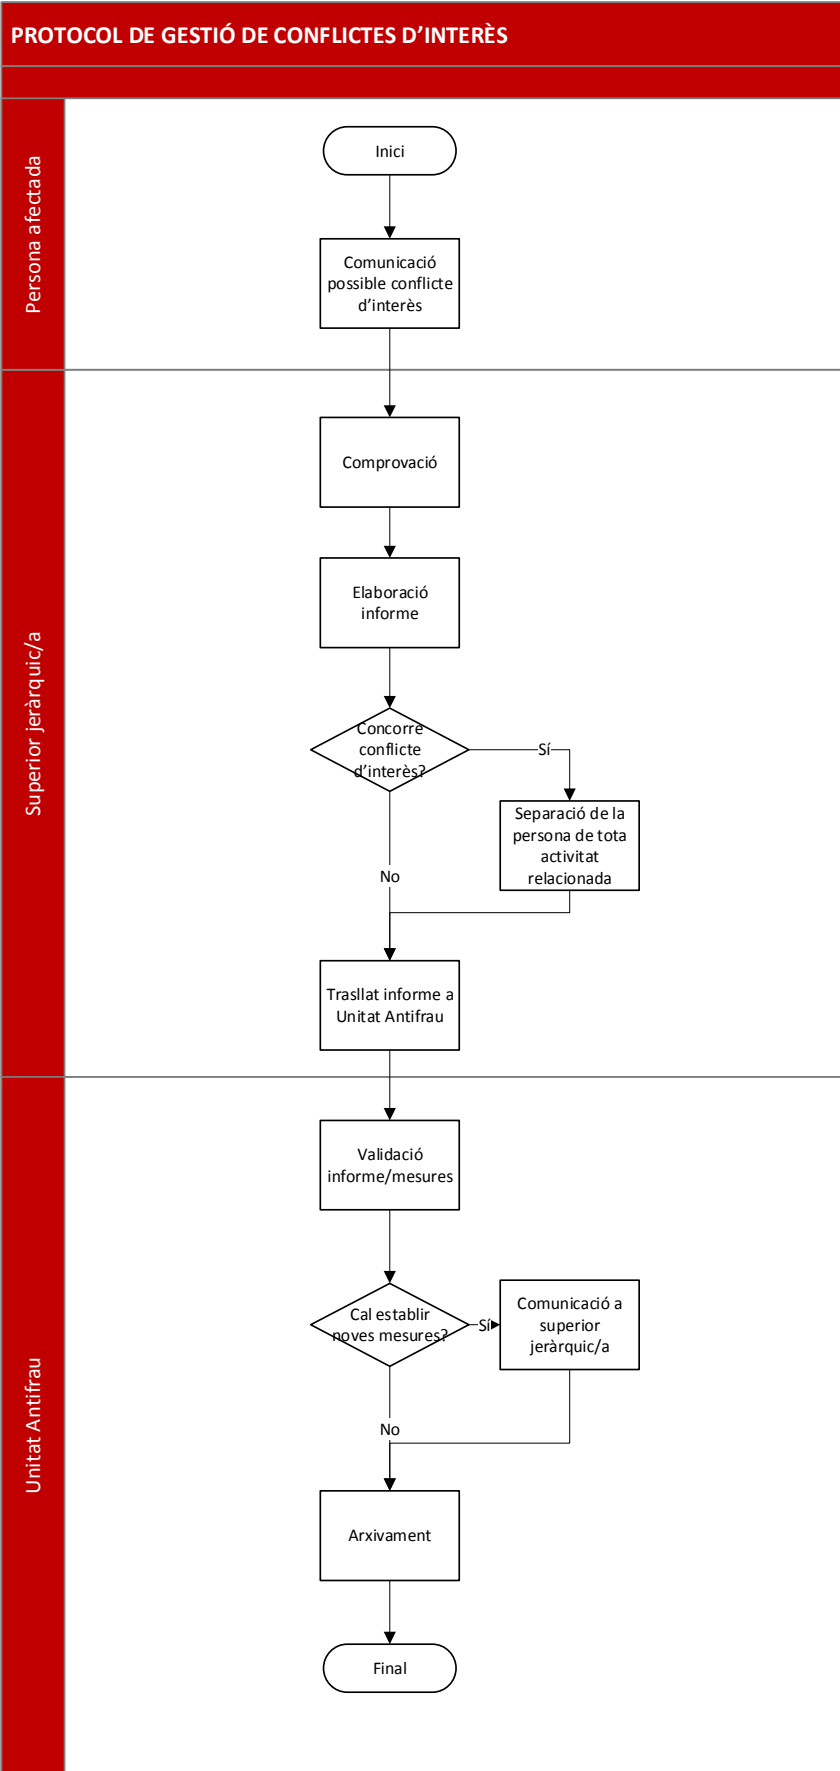 PROTOCOL DE GESTIÓ DE CONFLICTES D’INTERÈS
Persona afectada
Inici
Comunicació
possible conflicte
d’interès
Superior jeràrquic/a
Comprovació
Elaboració
informe
Concorre
conflicte
d’interès?
Sí
Separació de la
persona de tota
activitat
relacionada
No
Trasllat informe a
Unitat Antifrau
Unitat Antifrau
Validació
informe/mesures
Cal establir
noves mesures?
Sí
Comunicació a
superior
jeràrquic/a
No
Arxivament
Final